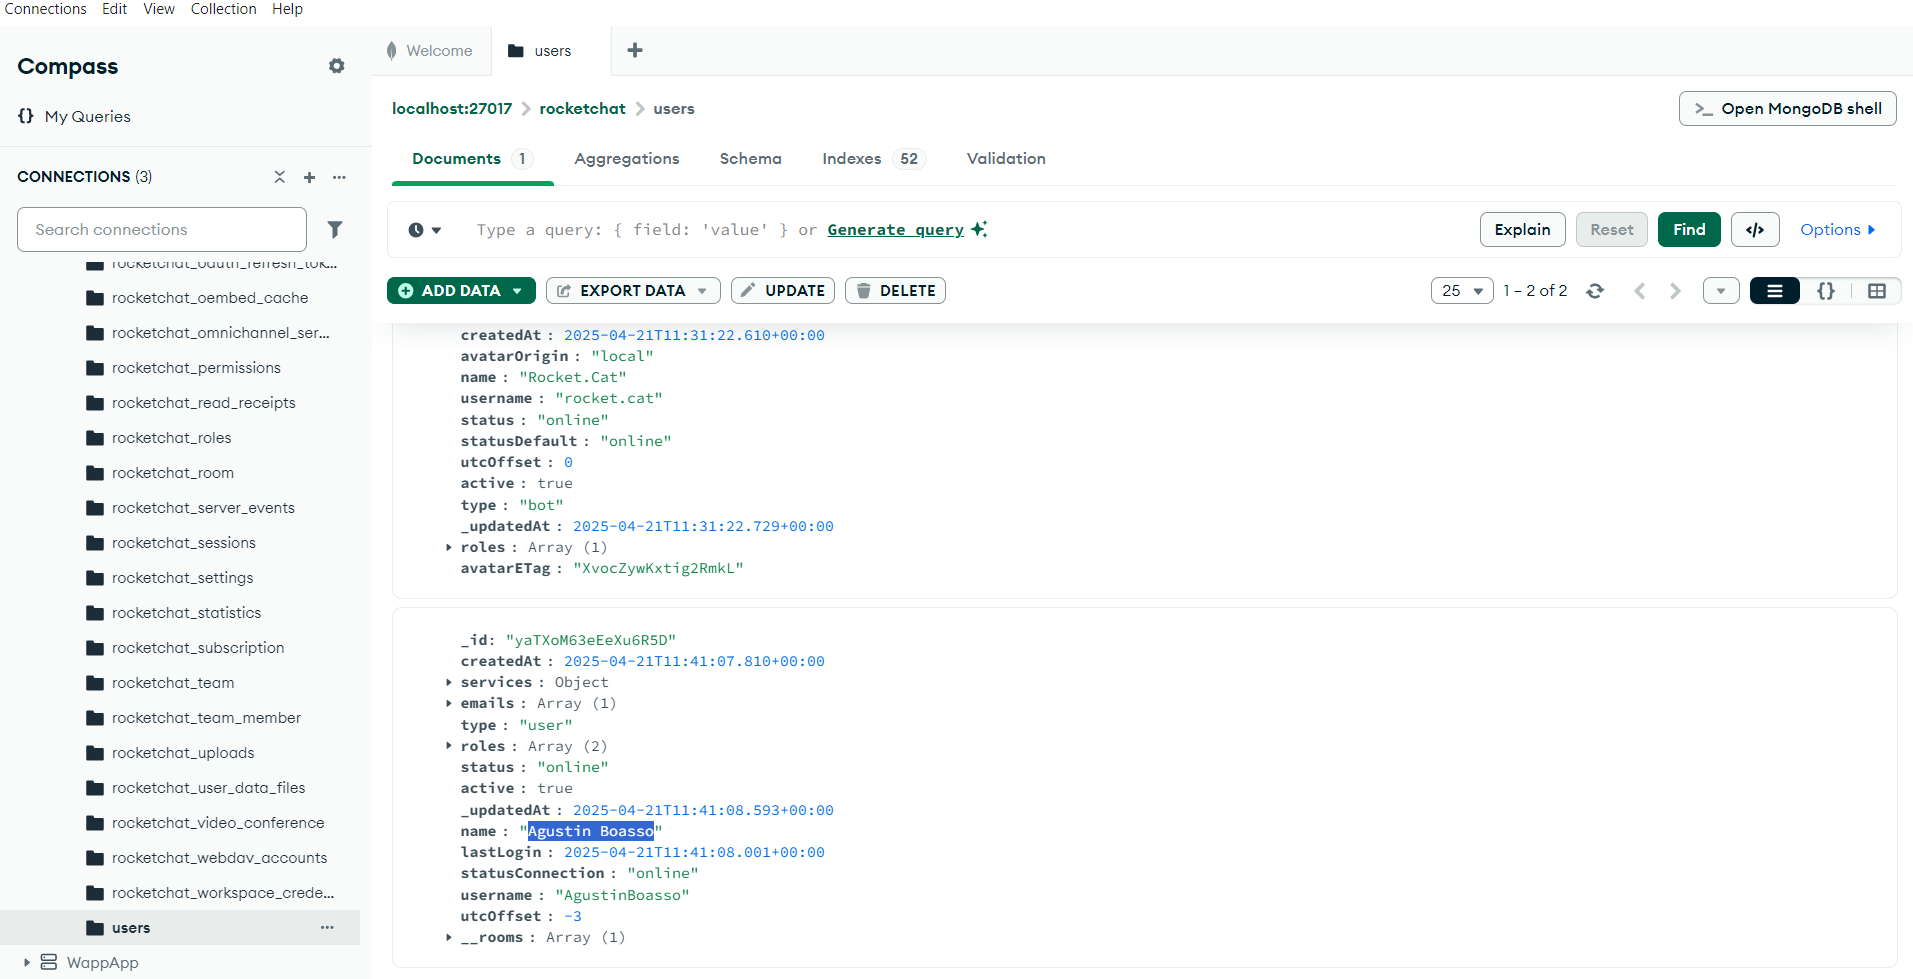 Connections Edit View Collection Help
Compass
My Queries
CONNECTIONS (3)
Search connections
rocketchat_oauth_refresh_tok...
rocketchat_oembed_cache
rocketchat_omnichannel_ser...
rocketchat_permissions
rocketchat_read_receipts
rocketchat_roles
rocketchat_room
rocketchat_server_events
rocketchat_sessions
rocketchat_settings
rocketchat_statistics
rocketchat_subscription
rocketchat_team
rocketchat_team_member
rocketchat_uploads
rocketchat_user_data_files
rocketchat_video_conference
rocketchat_webdav_accounts
rocketchat_workspace_crede...
users
WappApp
Welcome users
localhost:27017 rocketchat users
Open MongoDB shell
Documents 1 Aggregations Schema Indexes 52 Validation
Type a query: { field: 'value' } or Generate query
Explain Reset Find </> Options
ADD DATA EXPORT DATA UPDATE DELETE
25 1 – 2 of 2 {}
createdAt : 2025-04-21T11:31:22.610+00:00
avatarOrigin : "local"
name : "Rocket.Cat"
username : "rocket.cat"
status : "online"
statusDefault : "online"
utcOffset : 0
active : true
type : "bot"
_updatedAt : 2025-04-21T11:31:22.729+00:00
roles : Array (1)
avatarETag : "XvocZywKxtig2RmkL"
_id: "yaTXoM63eEeXu6R5D"
createdAt : 2025-04-21T11:41:07.810+00:00
services : Object
emails : Array (1)
type : "user"
roles : Array (2)
status : "online"
active : true
_updatedAt : 2025-04-21T11:41:08.593+00:00
name : "Agustin Boasso"
lastLogin : 2025-04-21T11:41:08.001+00:00
statusConnection : "online"
username : "AgustinBoasso"
utcOffset : -3
__rooms : Array (1)